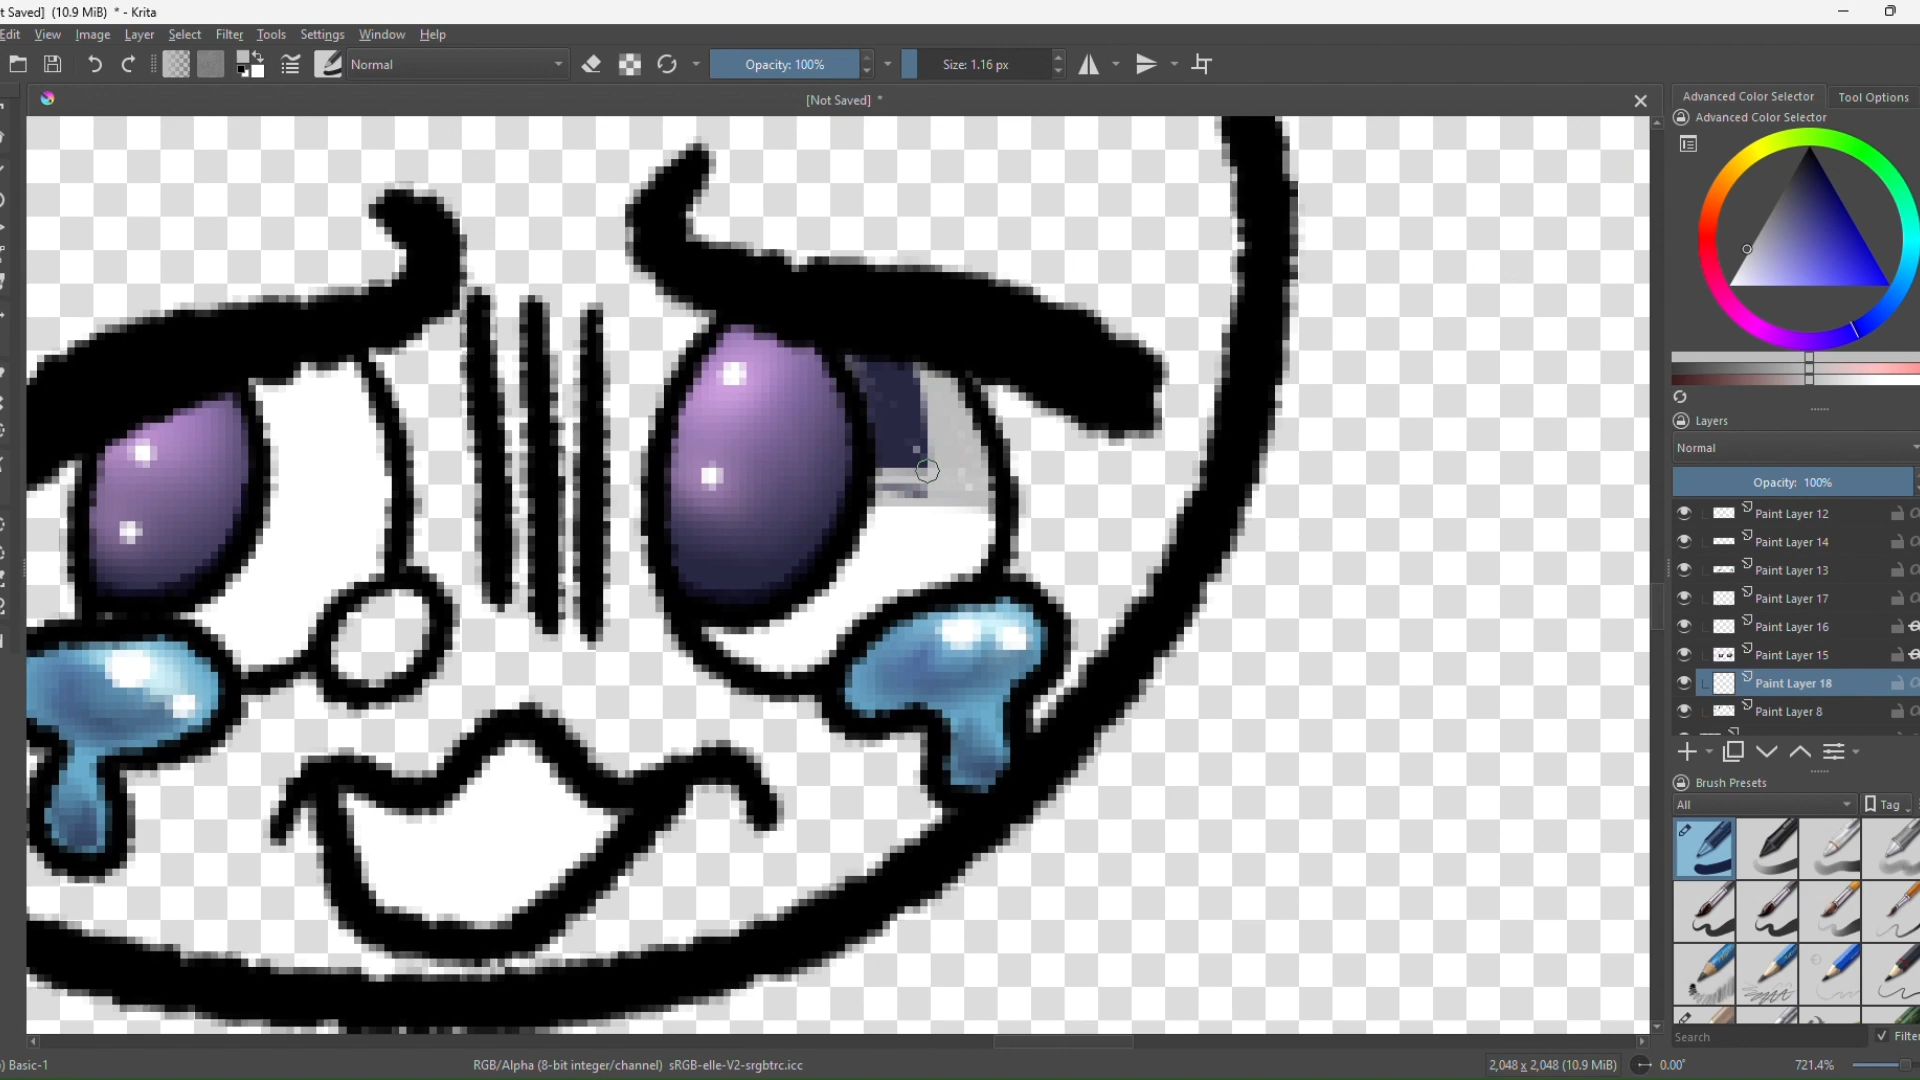 t Saved] (10.9 MiB) * - Krita
Edit View Image Layer Select Filter Tools Settings Window Help
Normal
Opacity: 100%
Size: 1.16 px
[Not Saved] *
Advanced Color Selector
Tool Options
Advanced Color Selector
Layers
Normal
Opacity: 100%
Paint Layer 12
Paint Layer 14
Paint Layer 13
Paint Layer 17
Paint Layer 16
Paint Layer 15
Paint Layer 18
Paint Layer 8
Brush Presets
All
Tag
Search
Filter
) Basic-1
RGB/Alpha (8-bit integer/channel) sRGB-elle-V2-srgbtrc.icc
2,048 x 2,048 (10.9 MiB)
0.00°
721.4%